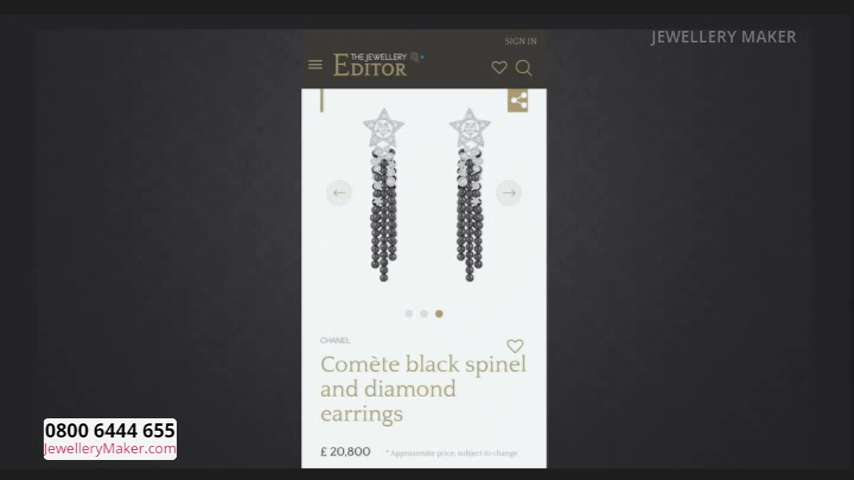 JEWELLERY MAKER
SIGN IN
THE JEWELLERY
EDITOR
CHANEL
Comète black spinel
and diamond
earrings
£ 20,800 * Approximate price, subject to change
0800 6444 655
JewelleryMaker.com